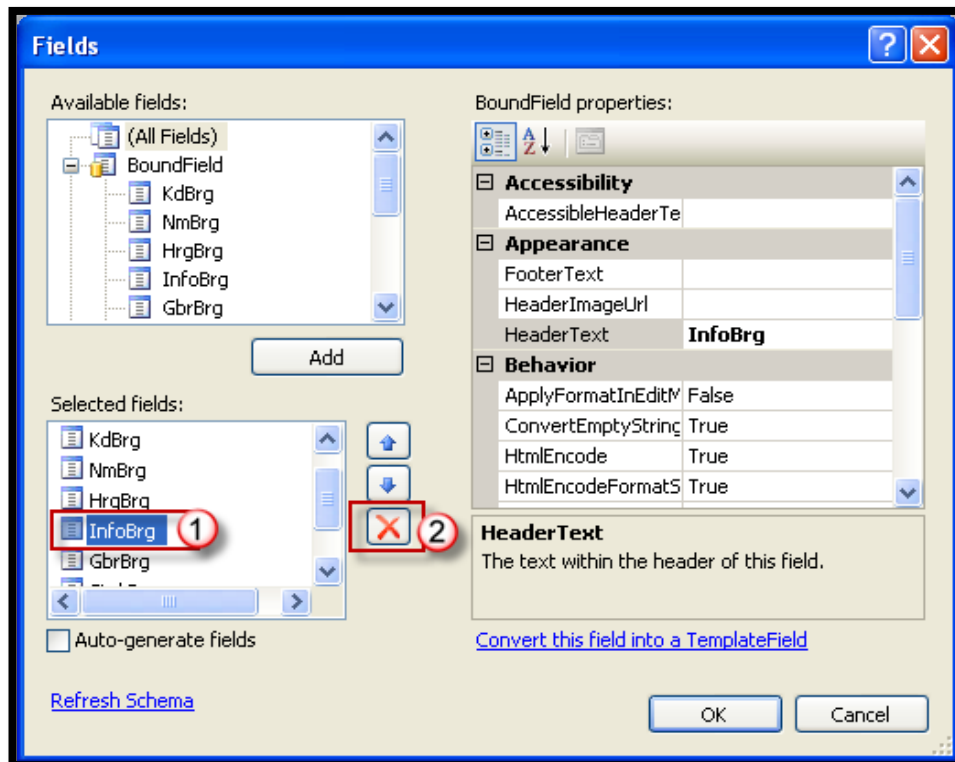 Fields
Available fields:
(All Fields)
BoundField
KdBrg
NmBrg
HrgBrg
InfoBrg
GbrBrg
Add
Selected fields:
KdBrg
NmBrg
HrgBrg
InfoBrg
1
GbrBrg
2
Auto-generate fields
Refresh Schema
BoundField properties:
Accessibility
AccessibleHeaderTe
Appearance
FooterText
HeaderImageUrl
HeaderText InfoBrg
Behavior
ApplyFormatInEditM False
ConvertEmptyString True
HtmlEncode True
HtmlEncodeFormatS True
HeaderText
The text within the header of this field.
Convert this field into a TemplateField
OK
Cancel